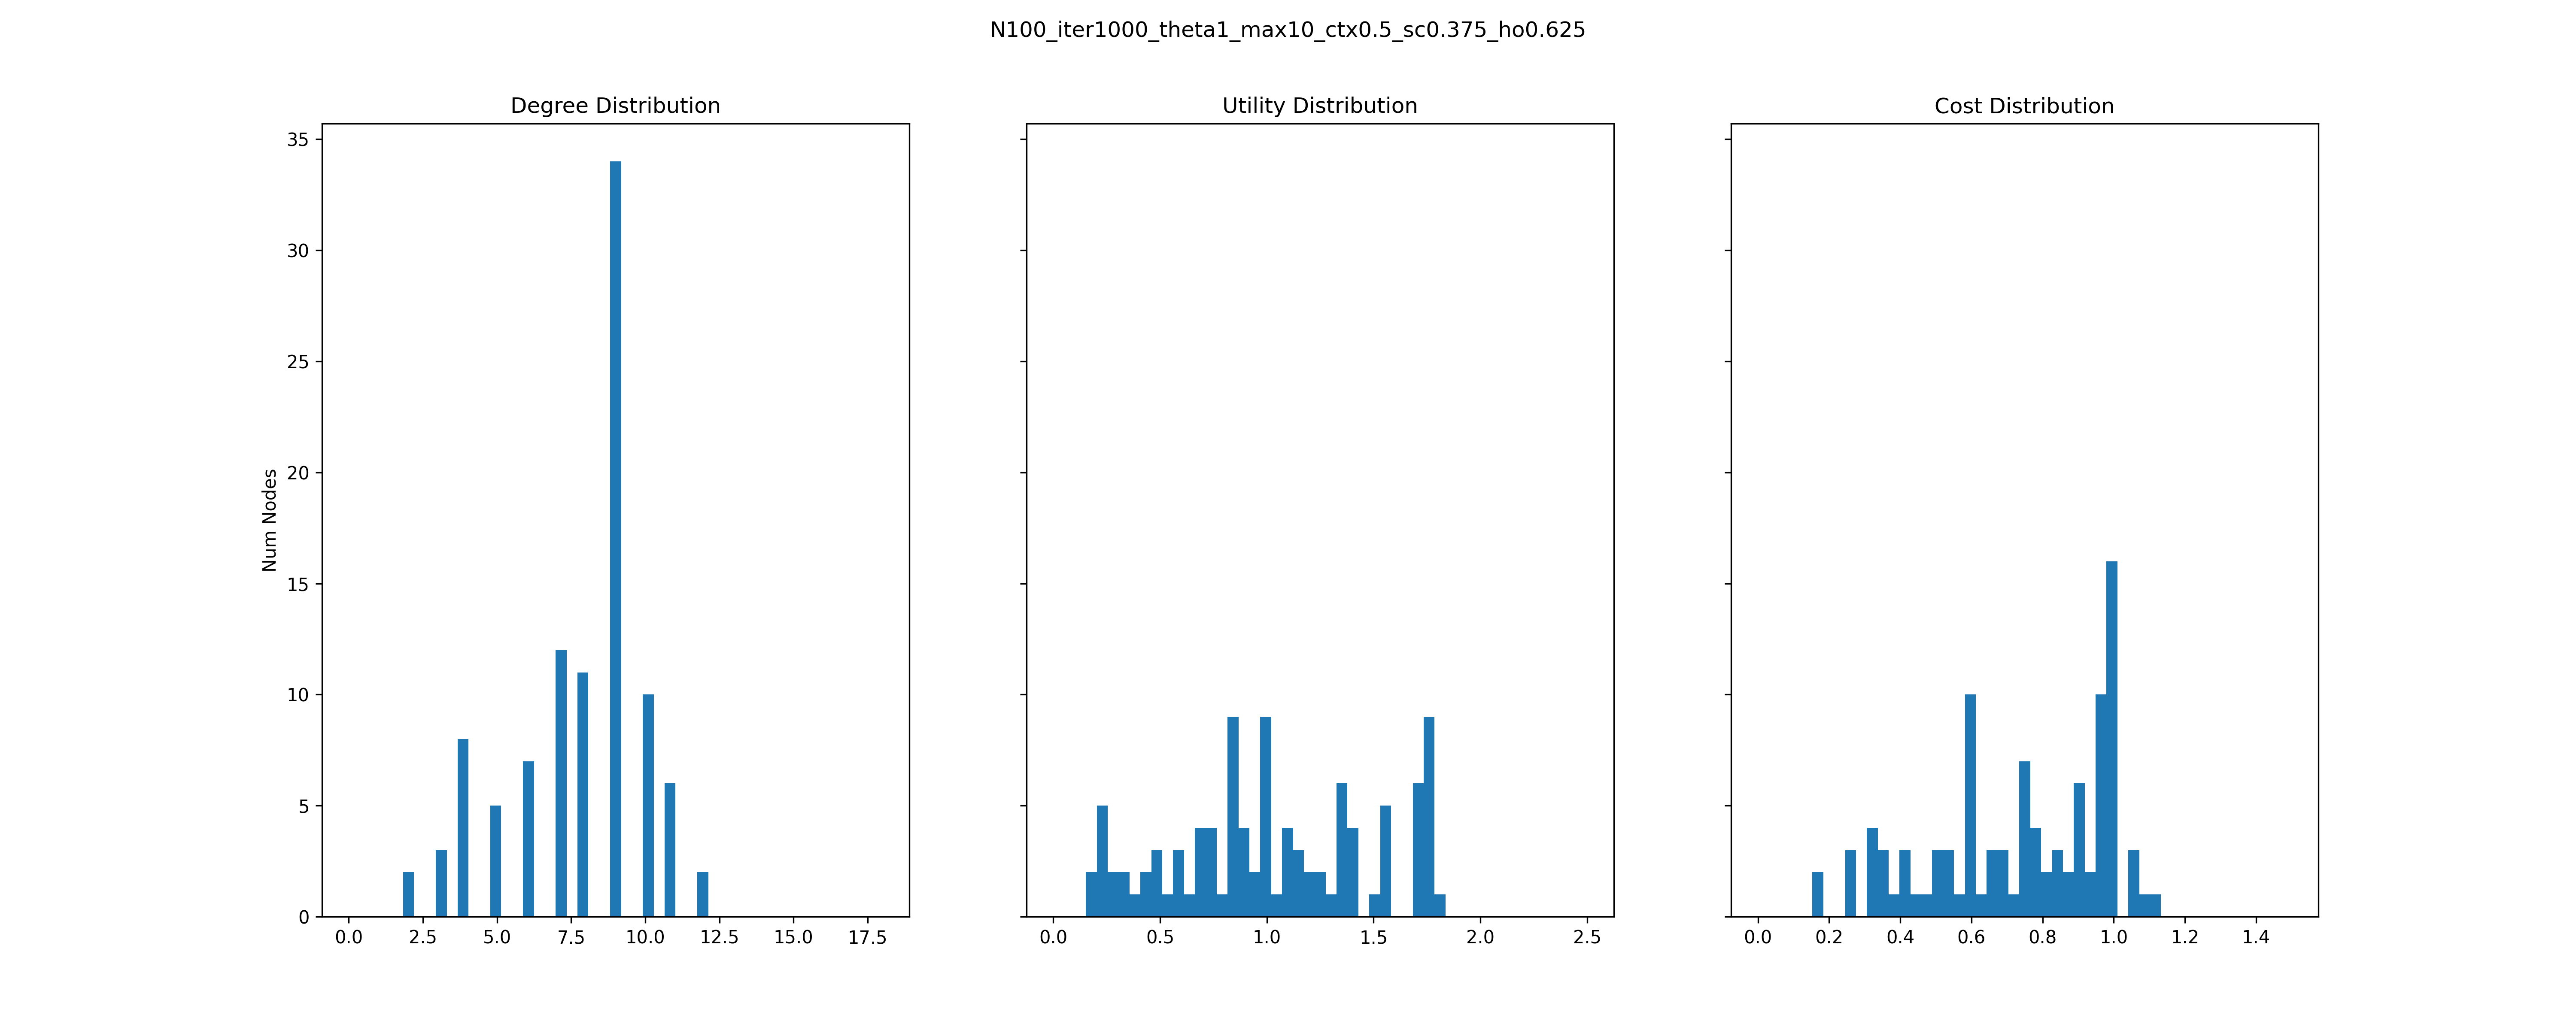 N100_iter1000_theta1_max10_ctx0.5_sc0.375_ho0.625
Degree Distribution
Utility Distribution
Cost Distribution
Num Nodes
35
30
25
20
15
10
5
0
0.0 2.5 5.0 7.5 10.0 12.5 15.0 17.5
0.0 0.5 1.0 1.5 2.0 2.5
0.0 0.2 0.4 0.6 0.8 1.0 1.2 1.4